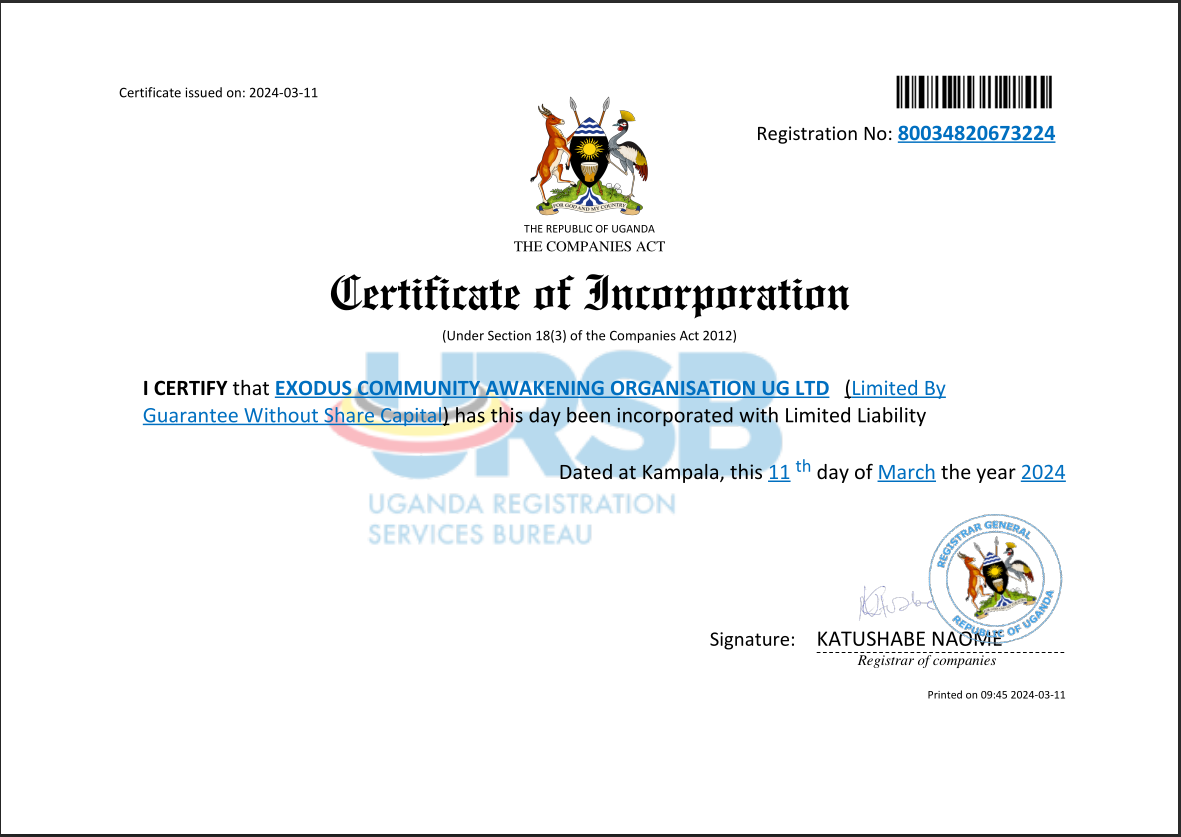 Certificate issued on: 2024-03-11
Registration No: 80034820673224
FOR GOD AND MY COUNTRY
THE REPUBLIC OF UGANDA
THE COMPANIES ACT
Certificate of Incorporation
(Under Section 18(3) of the Companies Act 2012)
URSB
I CERTIFY that EXODUS COMMUNITY AWAKENING ORGANISATION UG LTD (Limited By
Guarantee Without Share Capital) has this day been incorporated with Limited Liability
Dated at Kampala, this 11 th day of March the year 2024
UGANDA REGISTRATION
SERVICES BUREAU
REGISTRAR GENERAL
REPUBLIC OF UGANDA
Signature: KATUSHABE NAOME
Registrar of companies
Printed on 09:45 2024-03-11